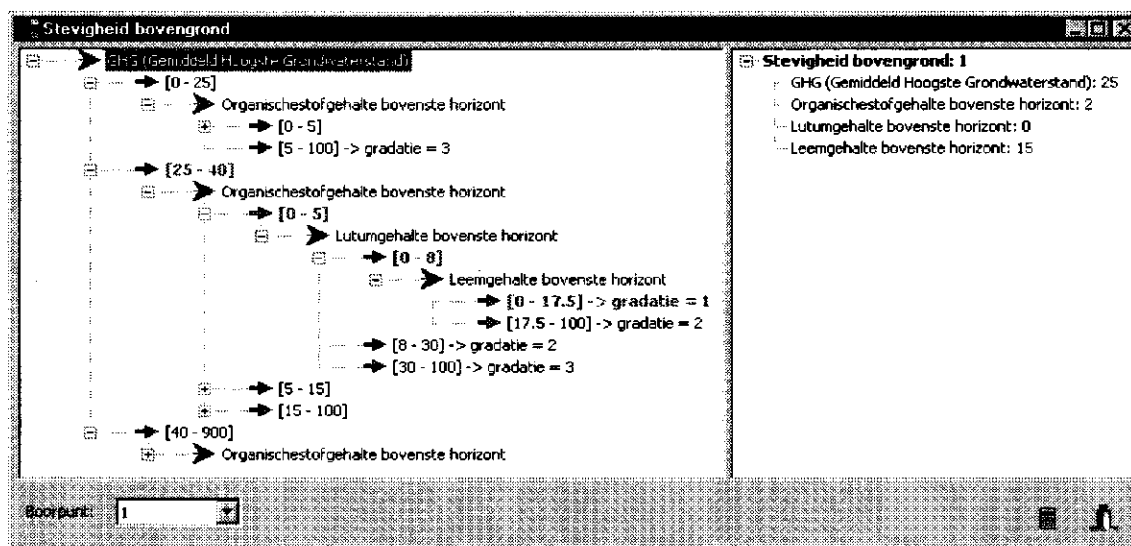 Stevigheid bovengrond
GHG (Gemiddeld Hoogste Grondwaterstand)
[0 - 25]
Organischestofgehalte bovenste horizont
[0 - 5]
[5 - 100] -> gradatie = 3
[25 - 40]
Organischestofgehalte bovenste horizont
[0 - 5]
Lutumgehalte bovenste horizont
[0 - 8]
Leemgehalte bovenste horizont
[0 - 17.5] -> gradatie = 1
[17.5 - 100] -> gradatie = 2
[8 - 30] -> gradatie = 2
[30 - 100] -> gradatie = 3
[5 - 15]
[15 - 100]
[40 - 900]
Organischestofgehalte bovenste horizont
Stevigheid bovengrond: 1
GHG (Gemiddeld Hoogste Grondwaterstand): 25
Organischestofgehalte bovenste horizont: 2
Lutumgehalte bovenste horizont: 0
Leemgehalte bovenste horizont: 15
Boorpunt: 1